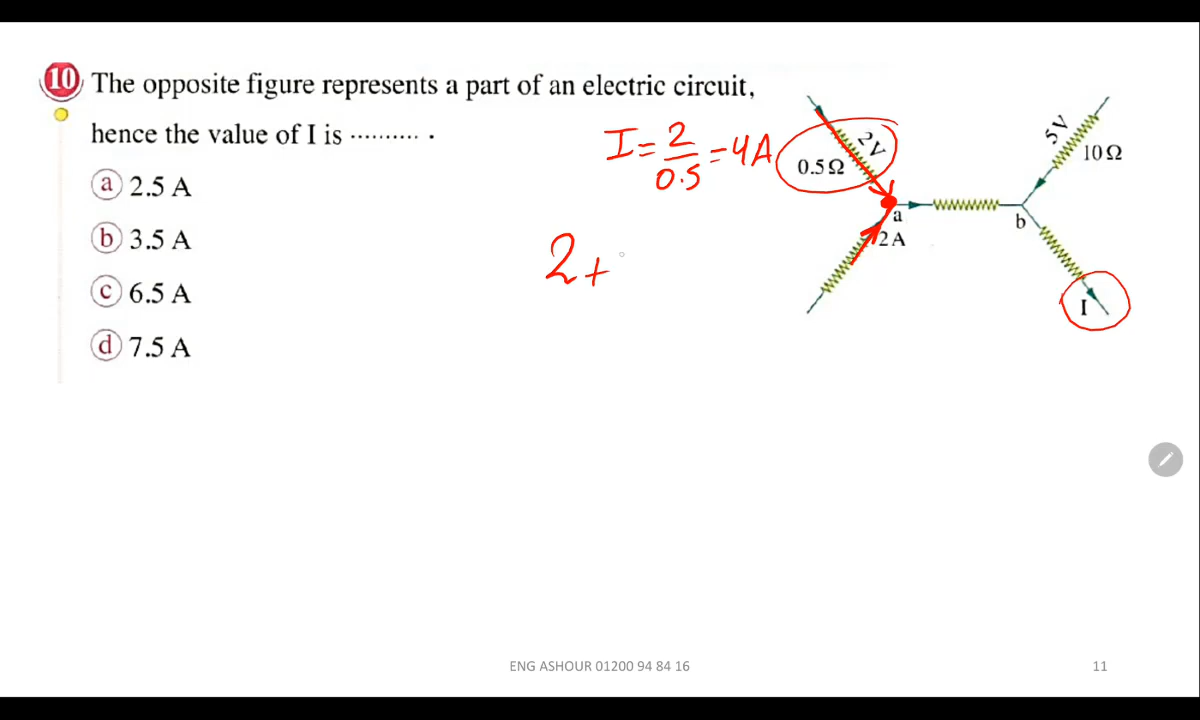 10 The opposite figure represents a part of an electric circuit,
hence the value of I is .......... .
a 2.5 A
b 3.5 A
c 6.5 A
d 7.5 A
I = 2/0.5 = 4A
2 +
2 V
0.5 Ω
a
2 A
5 V
10 Ω
b
I
ENG ASHOUR 01200 94 84 16
11